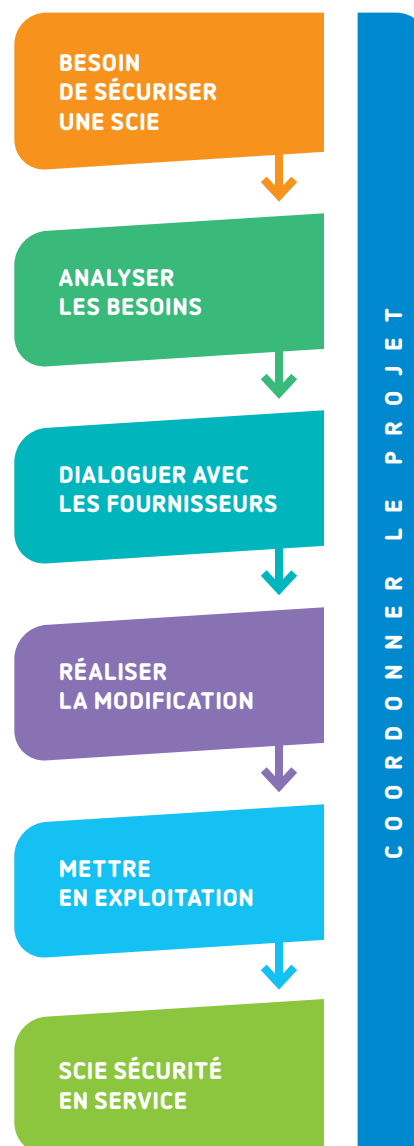 BESOIN
DE SÉCURISER
UNE SCIE
ANALYSER
LES BESOINS
DIALOGUER AVEC
LES FOURNISSEURS
RÉALISER
LA MODIFICATION
METTRE
EN EXPLOITATION
SCIE SÉCURITÉ
EN SERVICE
COORDONNER LE PROJET